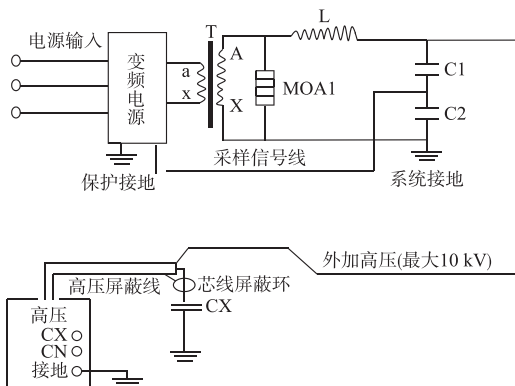 L
电源输入
T
变频电源
a
x
A
X
MOA1
C1
C2
采样信号线
保护接地
系统接地
外加高压(最大10 kV)
高压屏蔽线
芯线屏蔽环
CX
高压
CX
CN
接地